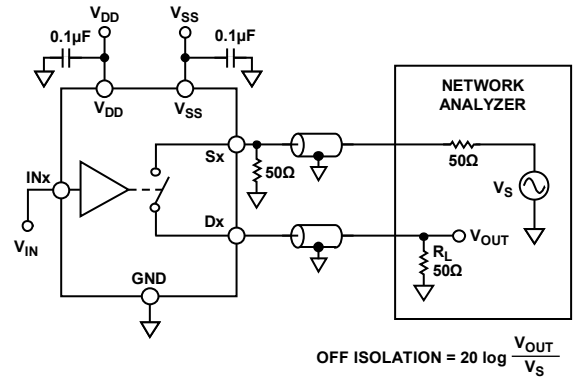 VDD
VSS
0.1µF
0.1µF
VDD
VSS
NETWORK
ANALYZER
Sx
50Ω
50Ω
INx
VS
Dx
VOUT
VIN
RL
50Ω
GND
OFF ISOLATION = 20 log VOUT
VS